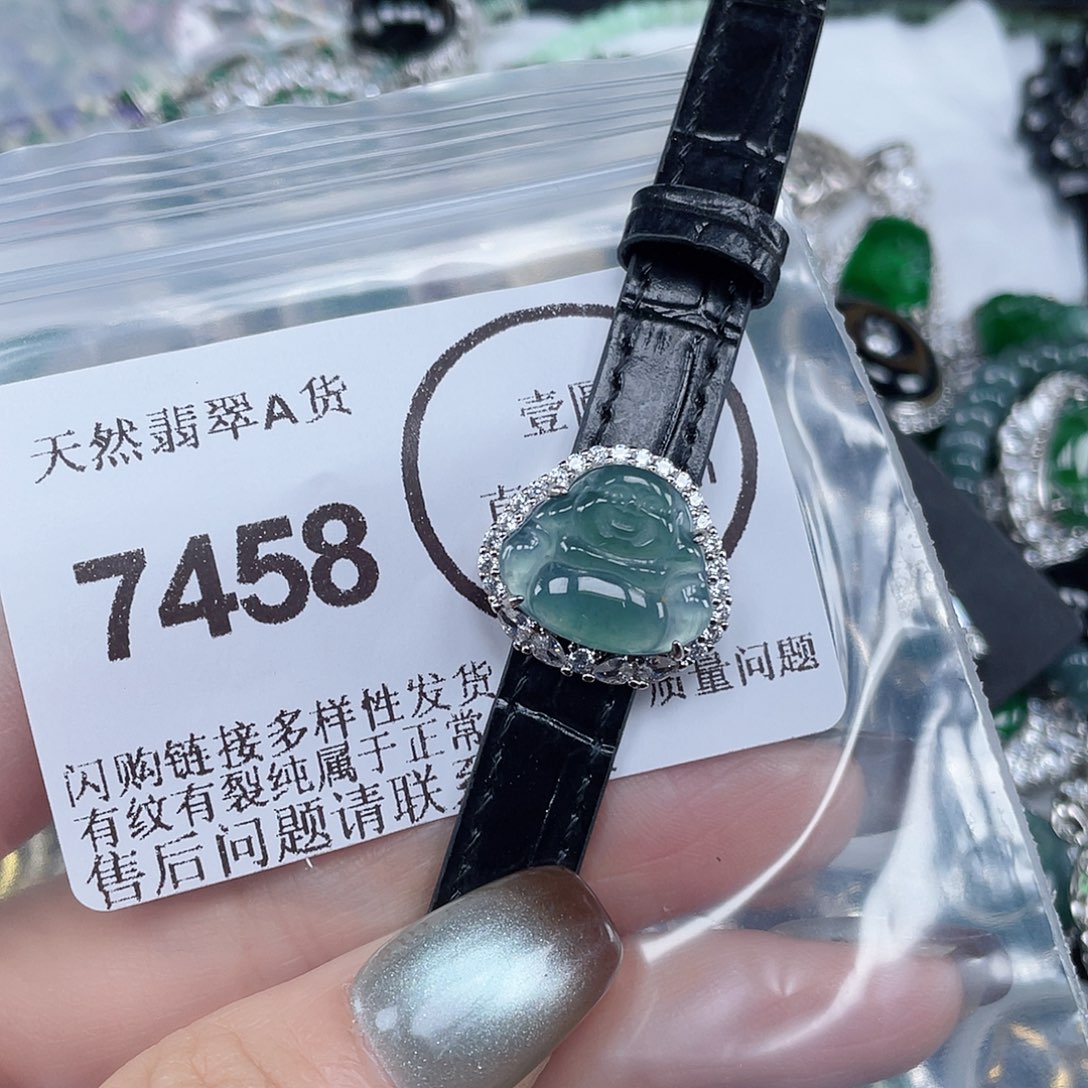 天然翡翠A货
壹圆
7458
闪购链接多样性发货
质量问题
有纹有裂纯属于正常
售后问题请联